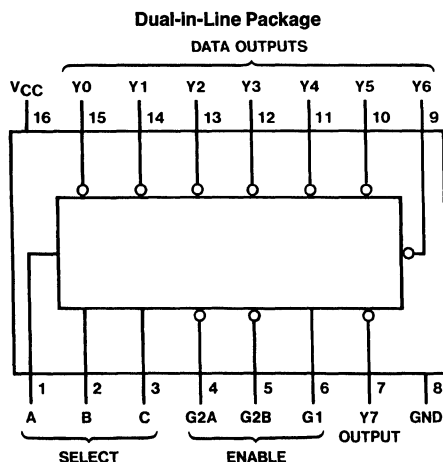 Dual-in-Line Package
DATA OUTPUTS
VCC Y0 Y1 Y2 Y3 Y4 Y5 Y6
16 15 14 13 12 11 10 9
1 2 3 4 5 6 7 8
A B C G2A G2B G1 Y7 GND
OUTPUT
SELECT ENABLE